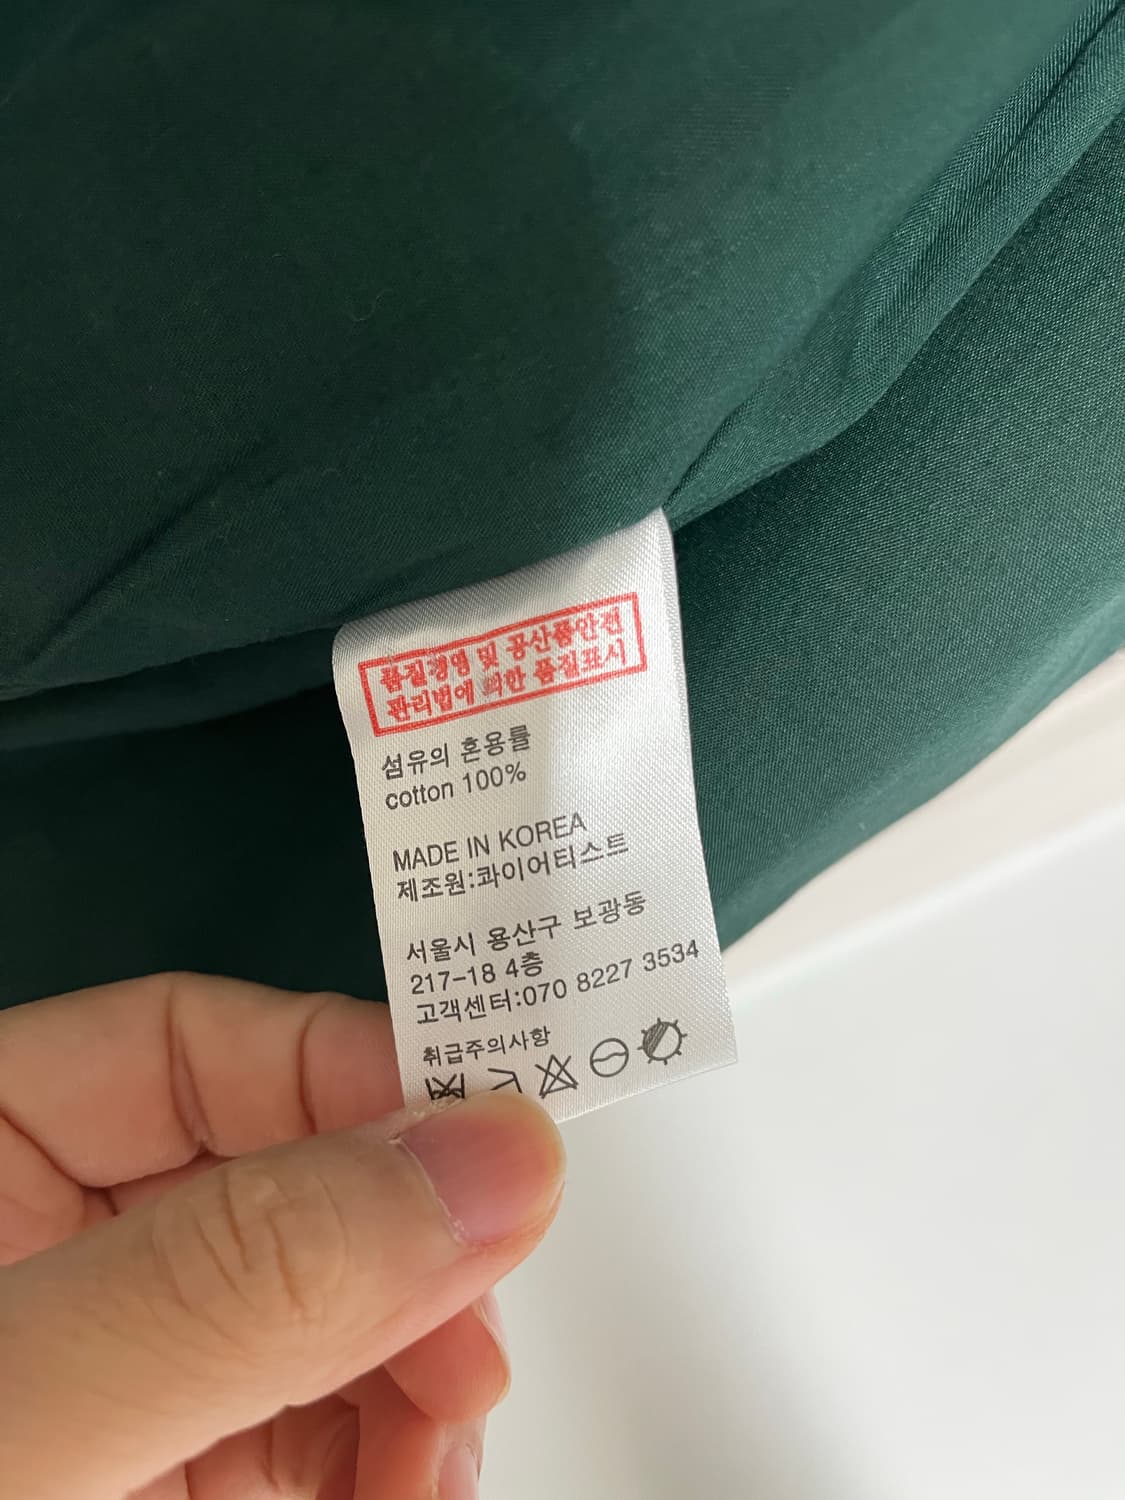 품질경영 및 공산품안전
관리법에 의한 품질표시
섬유의 혼용률
cotton 100%
MADE IN KOREA
제조원:콰이어티스트
서울시 용산구 보광동
217-18 4층
고객센터:070 8227 3534
취급주의사항